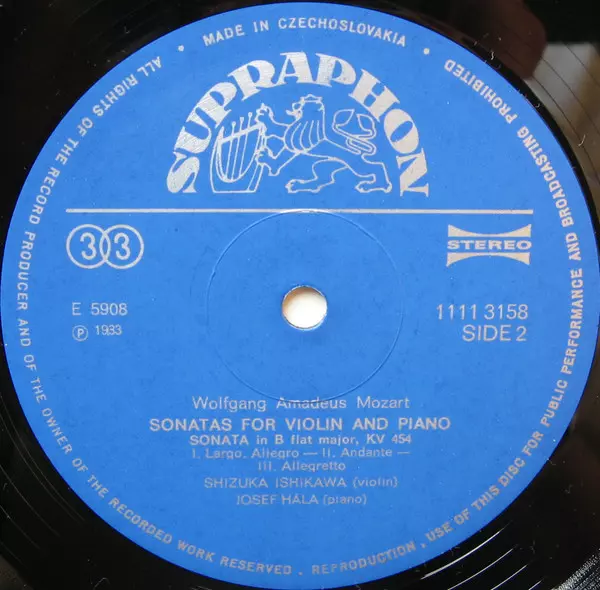 MADE IN CZECHOSLOVAKIA
ALL RIGHTS OF THE RECORD PRODUCER AND OF THE OWNER OF THE RECORDED WORK RESERVED . REPRODUCTION, USE OF THIS DISC FOR PUBLIC PERFORMANCE AND BROADCASTING PROHIBITED
SUPRAPHON
33
STEREO
E 5908
1111 3158
Ⓟ 1983
SIDE 2
Wolfgang Amadeus Mozart
SONATAS FOR VIOLIN AND PIANO
SONATA in B flat major, KV 454
I. Largo. Allegro — II. Andante —
III. Allegretto
SHIZUKA ISHIKAWA (violin)
JOSEF HÁLA (piano)